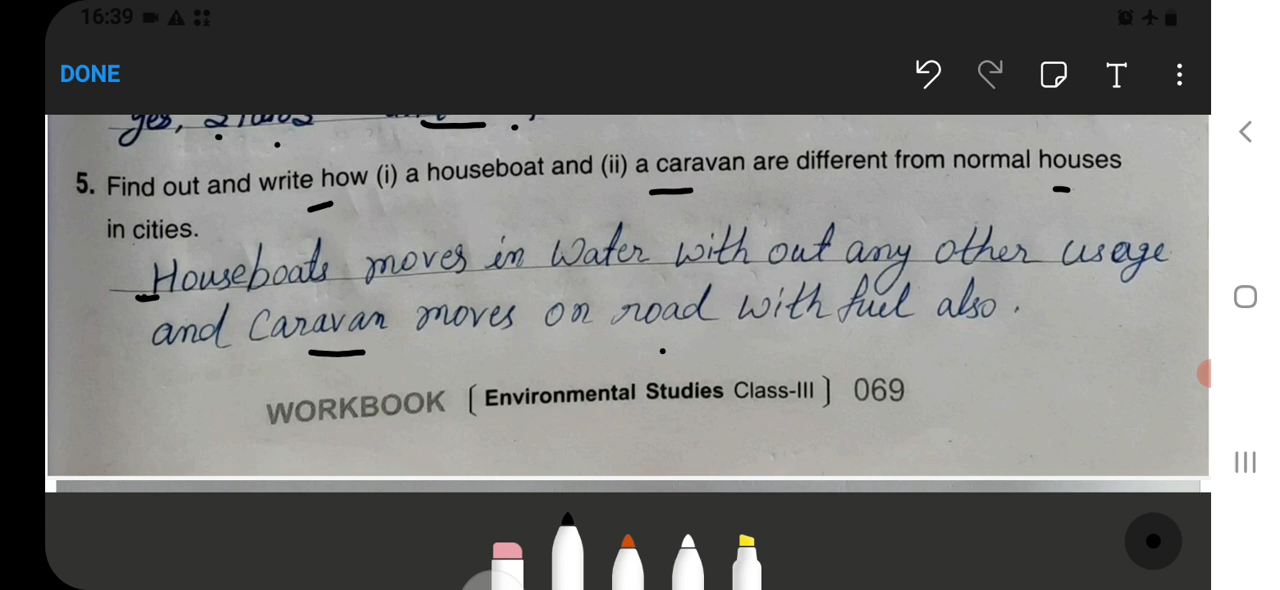 16:39
DONE
T
yes,
5. Find out and write how (i) a houseboat and (ii) a caravan are different from normal houses
in cities.
Houseboats moves in Water with out any other useage
and Caravan moves on road with fuel also.
WORKBOOK [ Environmental Studies Class-III ] 069